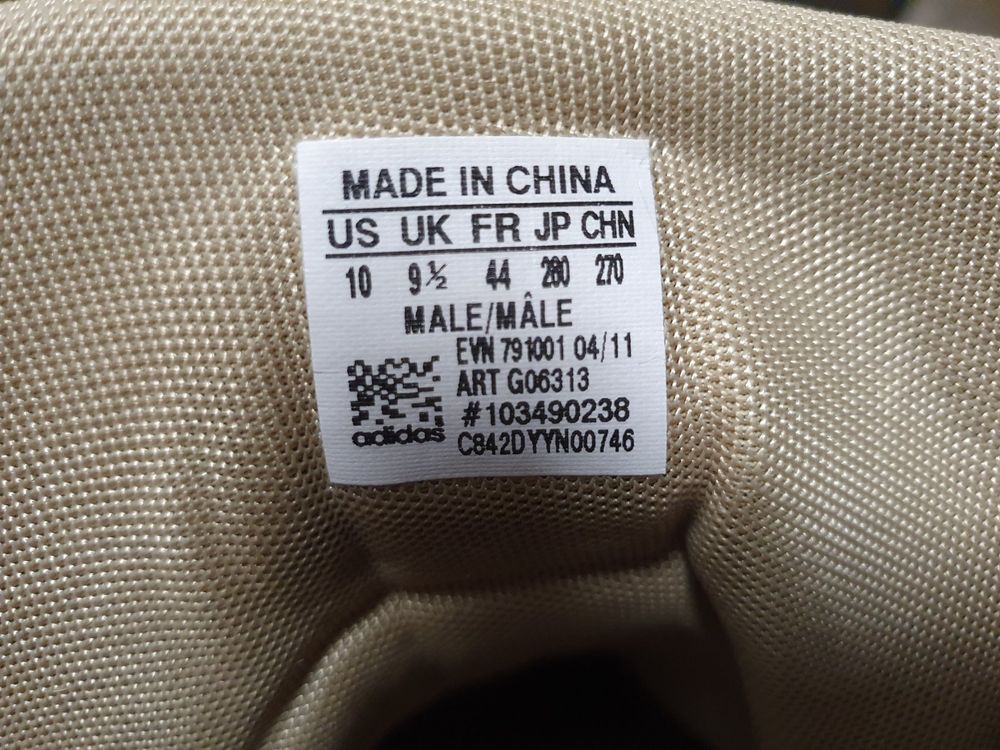 MADE IN CHINA
US UK FR JP CHN
10 9½ 44 280 270
MALE/MÂLE
EVN 791001 04/11
ART G06313
#103490238
adidas C842DYYN00746